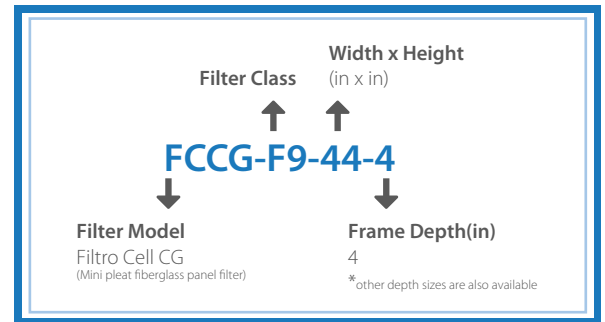 Width x Height
Filter Class (in x in)
FCCG-F9-44-4
Filter Model
Filtro Cell CG
(Mini pleat fiberglass panel filter)
Frame Depth(in)
4
*other depth sizes are also available